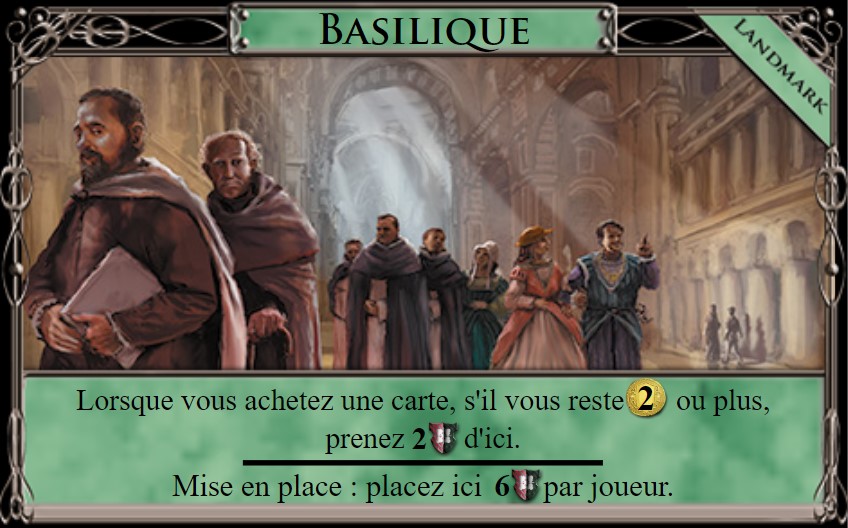 BASILIQUE
LANDMARK
Lorsque vous achetez une carte, s'il vous reste 2 ou plus,
prenez 2 d'ici.
Mise en place : placez ici 6 par joueur.